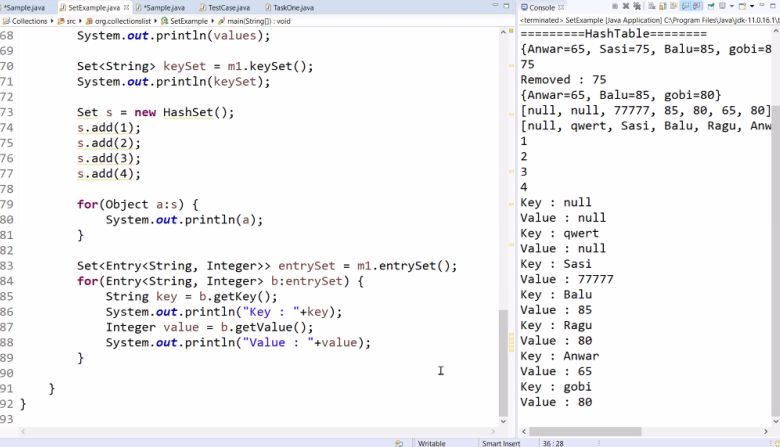 *Sample.java SetExample.java *Sample.java TestCase.java TaskOne.java
Collections src org.collectionslist SetExample main(String[]) : void
68 System.out.println(values);
69
70 Set<String> keySet = m1.keySet();
71 System.out.println(keySet);
72
73 Set s = new HashSet();
74 s.add(1);
75 s.add(2);
76 s.add(3);
77 s.add(4);
78
79 for(Object a:s) {
80 System.out.println(a);
81 }
82
83 Set<Entry<String, Integer>> entrySet = m1.entrySet();
84 for(Entry<String, Integer> b:entrySet) {
85 String key = b.getKey();
86 System.out.println("Key : "+key);
87 Integer value = b.getValue();
88 System.out.println("Value : "+value);
89 }
90
91 }
92 }
93
Console
<terminated> SetExample [Java Application] C:\Program Files\Java\jdk-11.0.16.1\b
=========HashTable========
{Anwar=65, Sasi=75, Balu=85, gobi=8
75
Removed : 75
{Anwar=65, Balu=85, gobi=80}
[null, null, 77777, 85, 80, 65, 80]
[null, qwert, Sasi, Balu, Ragu, Anw
1
2
3
4
Key : null
Value : null
Key : qwert
Value : null
Key : Sasi
Value : 77777
Key : Balu
Value : 85
Key : Ragu
Value : 80
Key : Anwar
Value : 65
Key : gobi
Value : 80
Writable Smart Insert 36 : 28